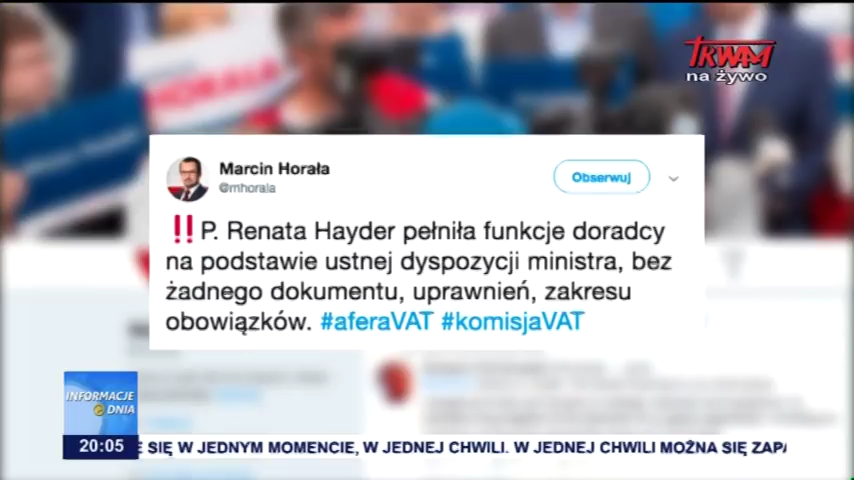 TRWAM
na żywo
HORAŁA
Marcin Horała
@mhorala
Obserwuj
‼P. Renata Hayder pełniła funkcje doradcy
na podstawie ustnej dyspozycji ministra, bez
żadnego dokumentu, uprawnień, zakresu
obowiązków. #aferaVAT #komisjaVAT
INFORMACJE
DNIA
20:05 E SIĘ W JEDNYM MOMENCIE, W JEDNEJ CHWILI. W JEDNEJ CHWILI MOŻNA SIĘ ZAPA